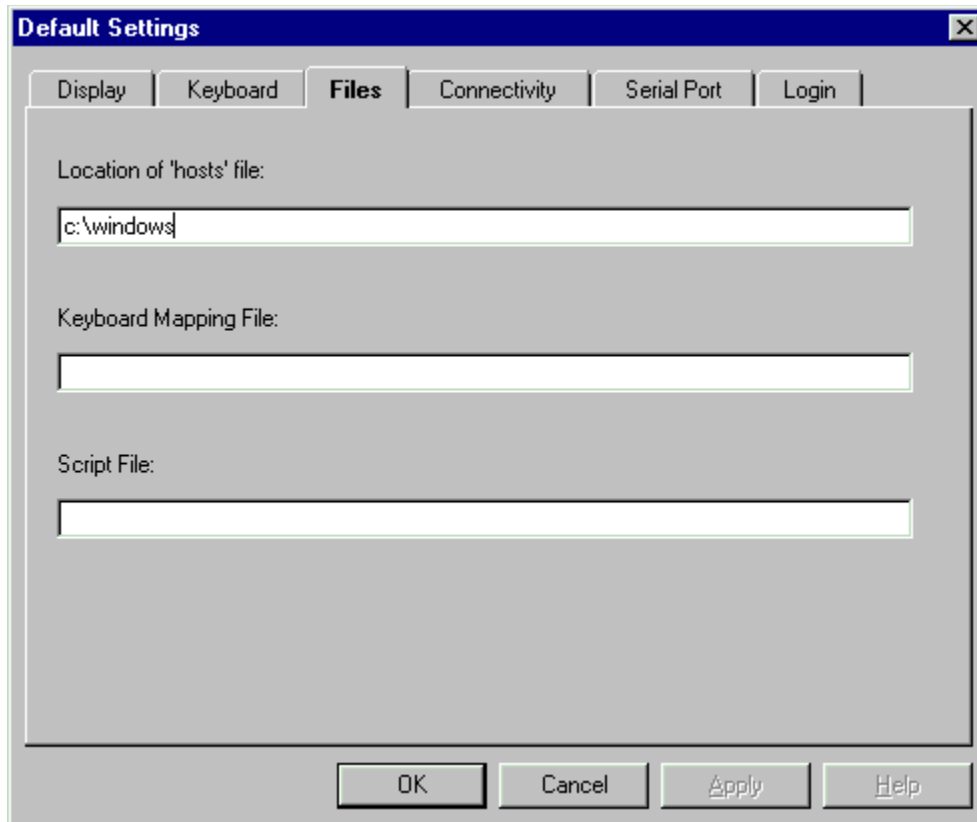 Default Settings
Display Keyboard Files Connectivity Serial Port Login
Location of 'hosts' file:
c:\windows
Keyboard Mapping File:
Script File:
OK Cancel Apply Help